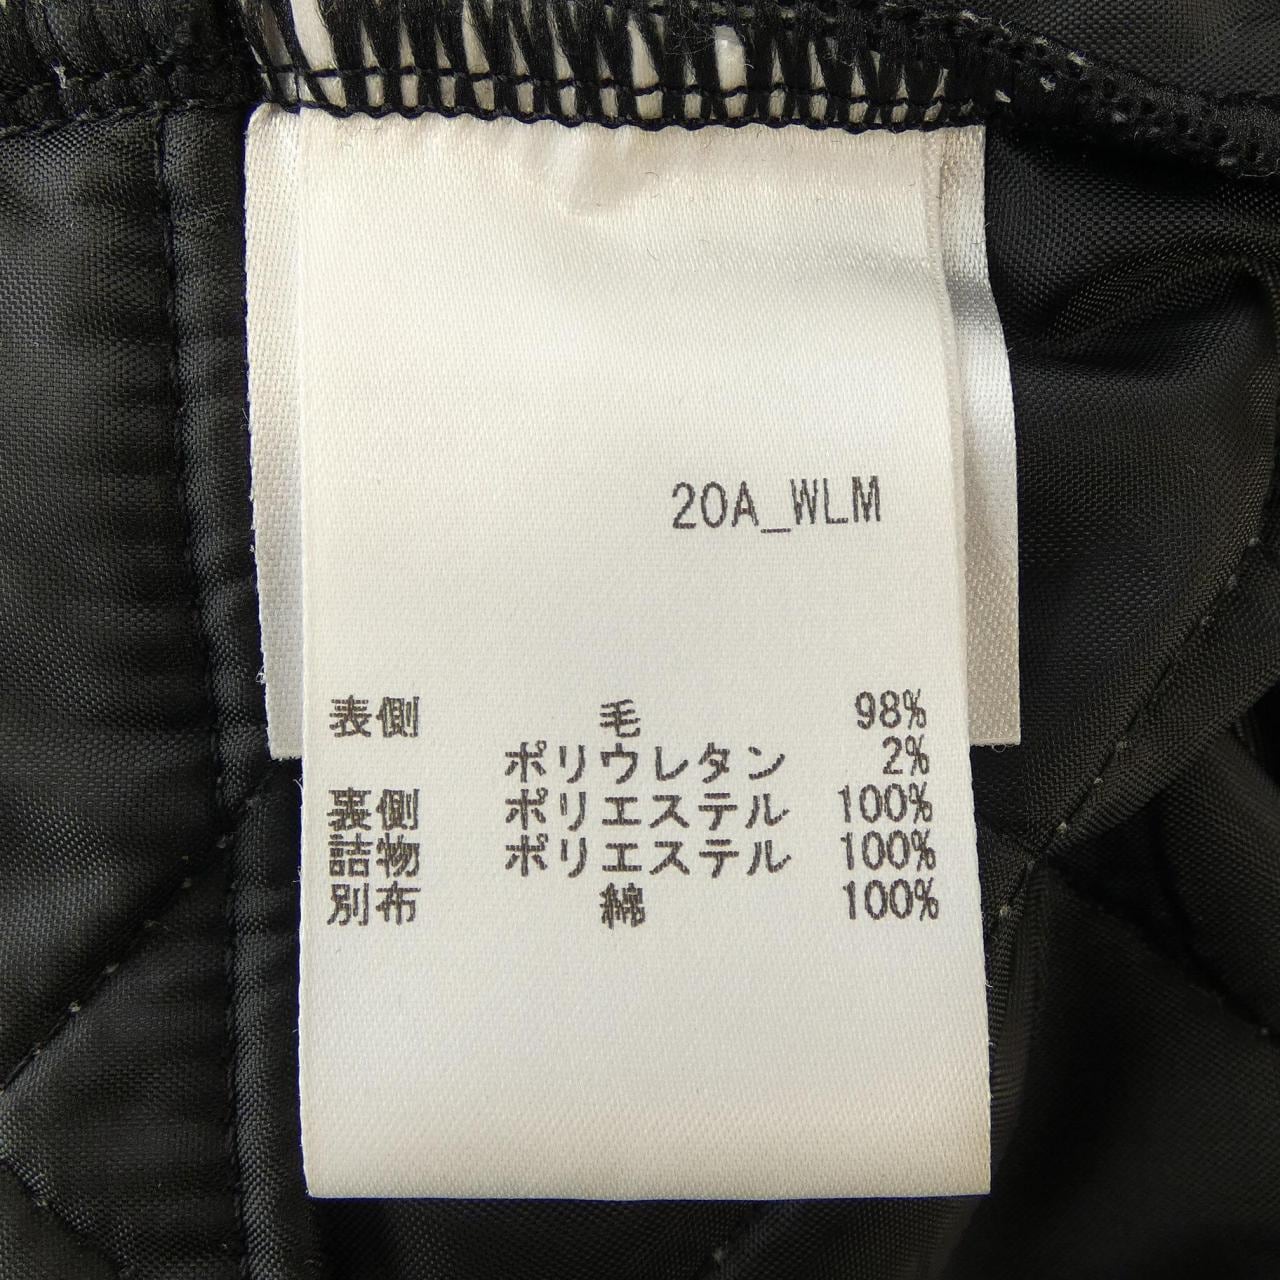 20A_WLM
表側 毛 98%
ポリウレタン 2%
裏側 ポリエステル 100%
詰物 ポリエステル 100%
別布 綿 100%